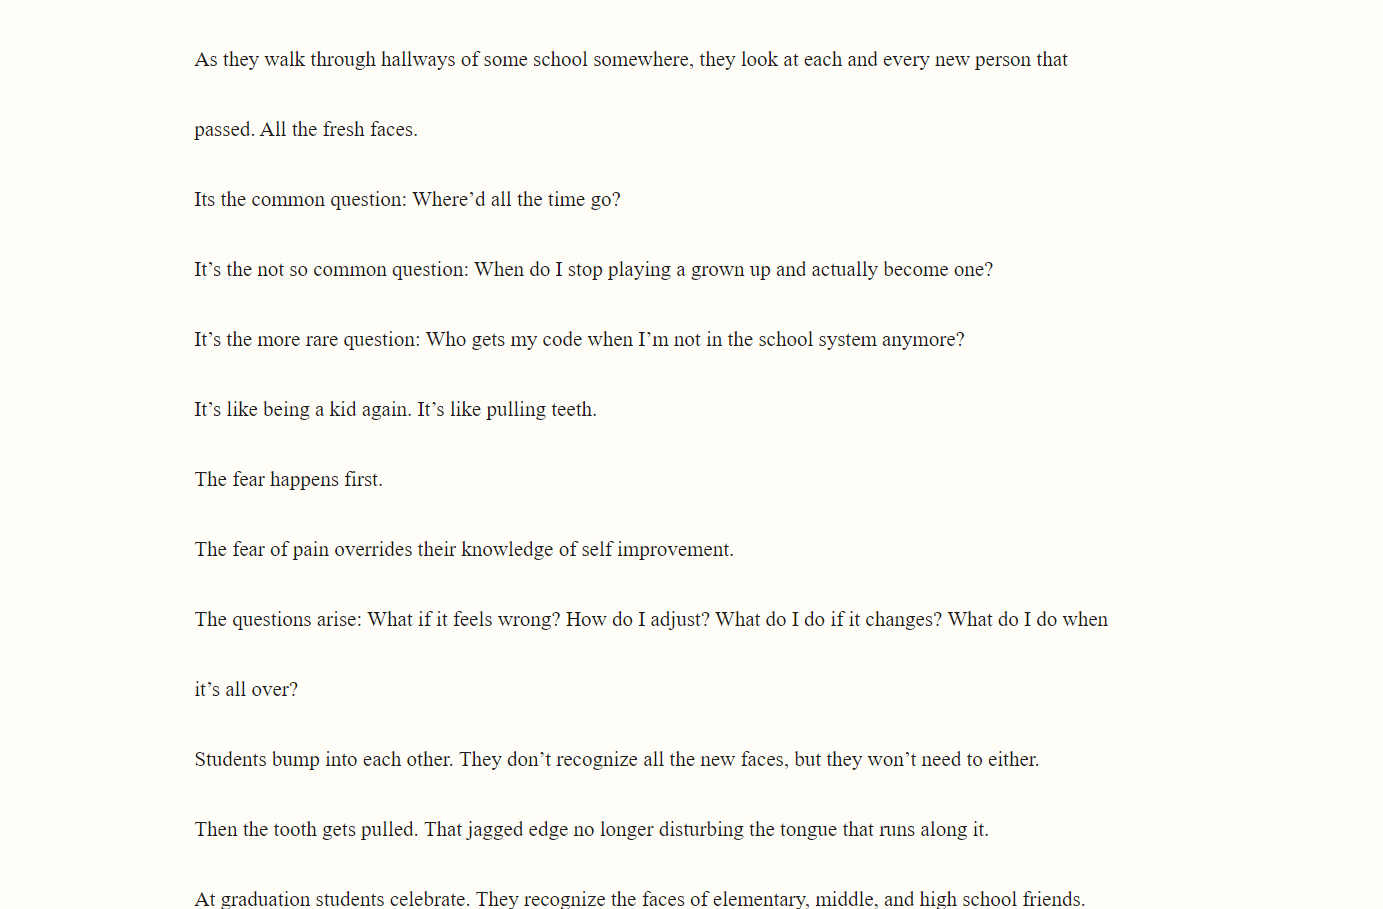 As they walk through hallways of some school somewhere, they look at each and every new person that
passed. All the fresh faces.
Its the common question: Where’d all the time go?
It’s the not so common question: When do I stop playing a grown up and actually become one?
It’s the more rare question: Who gets my code when I’m not in the school system anymore?
It’s like being a kid again. It’s like pulling teeth.
The fear happens first.
The fear of pain overrides their knowledge of self improvement.
The questions arise: What if it feels wrong? How do I adjust? What do I do if it changes? What do I do when
it’s all over?
Students bump into each other. They don’t recognize all the new faces, but they won’t need to either.
Then the tooth gets pulled. That jagged edge no longer disturbing the tongue that runs along it.
At graduation students celebrate. They recognize the faces of elementary, middle, and high school friends.